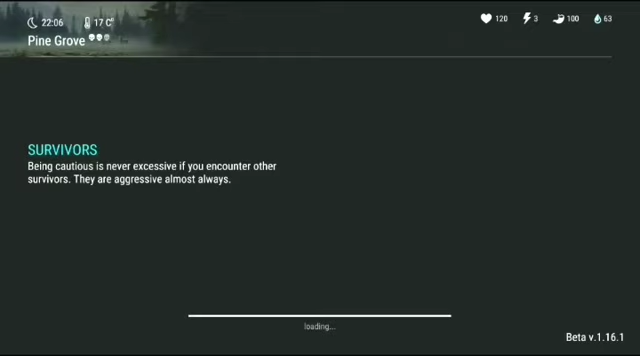 22:06 17 C° 120 3 100 63
Pine Grove
SURVIVORS
Being cautious is never excessive if you encounter other
survivors. They are aggressive almost always.
loading...
Beta v.1.16.1